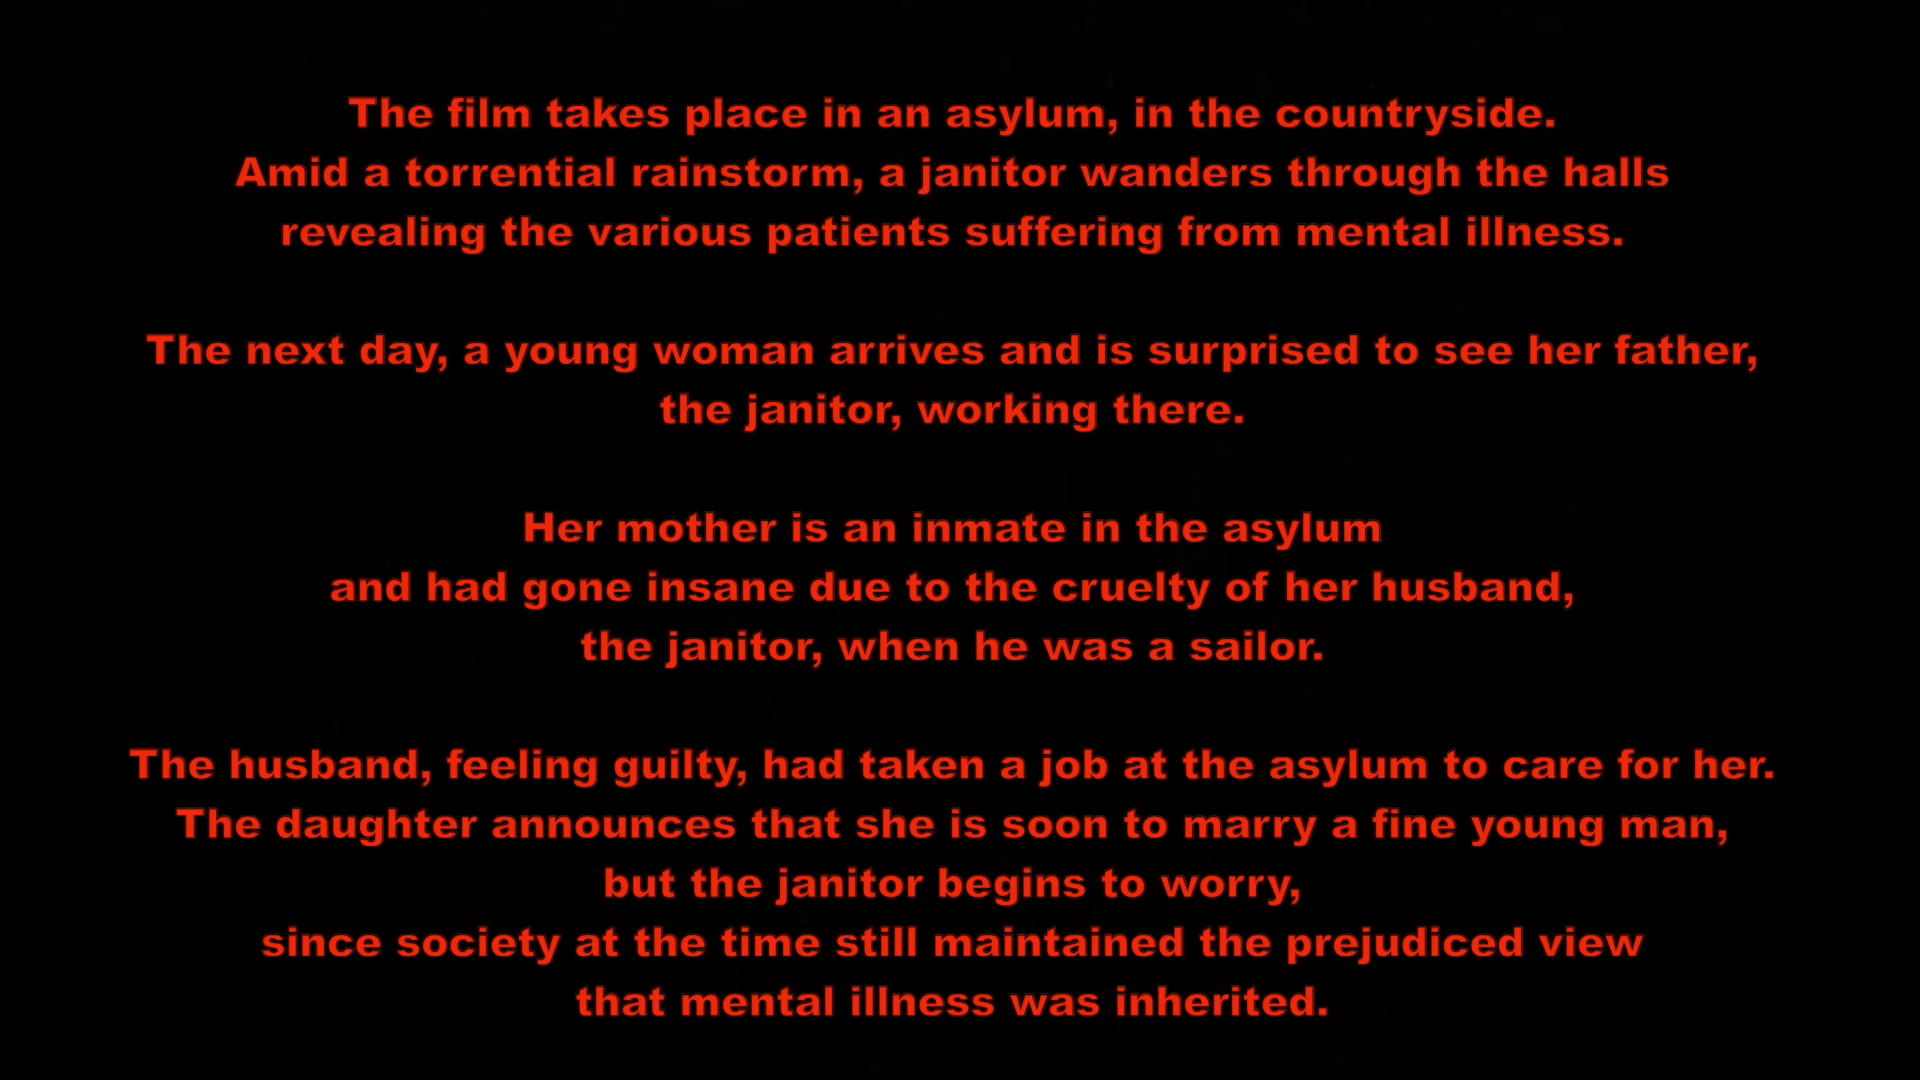 The film takes place in an asylum, in the countryside.
Amid a torrential rainstorm, a janitor wanders through the halls
revealing the various patients suffering from mental illness.
The next day, a young woman arrives and is surprised to see her father,
the janitor, working there.
Her mother is an inmate in the asylum
and had gone insane due to the cruelty of her husband,
the janitor, when he was a sailor.
The husband, feeling guilty, had taken a job at the asylum to care for her.
The daughter announces that she is soon to marry a fine young man,
but the janitor begins to worry,
since society at the time still maintained the prejudiced view
that mental illness was inherited.